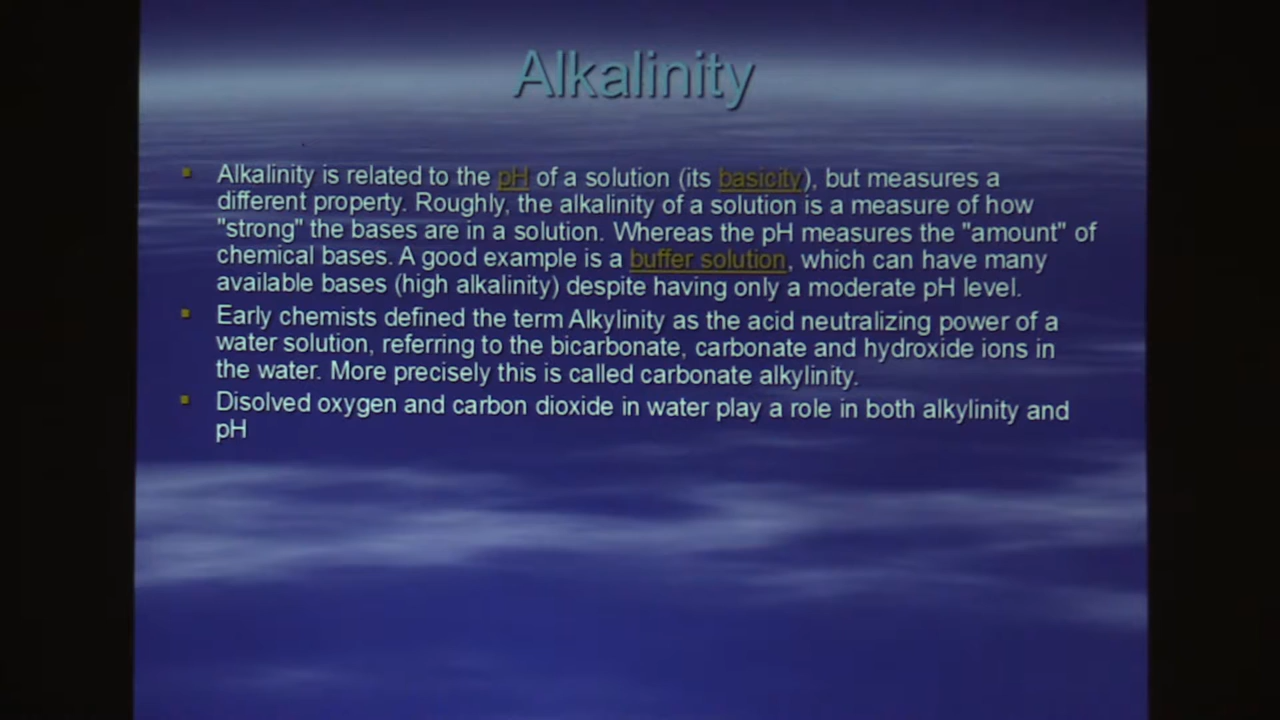 Alkalinity
Alkalinity is related to the pH of a solution (its basicity), but measures a
different property. Roughly, the alkalinity of a solution is a measure of how
"strong" the bases are in a solution. Whereas the pH measures the "amount" of
chemical bases. A good example is a buffer solution, which can have many
available bases (high alkalinity) despite having only a moderate pH level.
Early chemists defined the term Alkylinity as the acid neutralizing power of a
water solution, referring to the bicarbonate, carbonate and hydroxide ions in
the water. More precisely this is called carbonate alkylinity.
Disolved oxygen and carbon dioxide in water play a role in both alkylinity and
pH